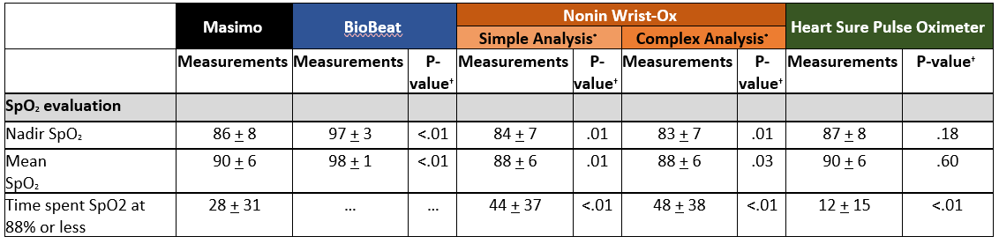 Masimo BioBeat Nonin Wrist-Ox Heart Sure Pulse Oximeter
Simple Analysis* Complex Analysis*
Measurements Measurements P-value† Measurements P-value† Measurements P-value† Measurements P-value†
SpO₂ evaluation
Nadir SpO₂ 86 ± 8 97 ± 3 <.01 84 ± 7 .01 83 ± 7 .01 87 ± 8 .18
Mean SpO₂ 90 ± 6 98 ± 1 <.01 88 ± 6 .01 88 ± 6 .03 90 ± 6 .60
Time spent SpO2 at 88% or less 28 ± 31 ... ... 44 ± 37 <.01 48 ± 38 <.01 12 ± 15 <.01